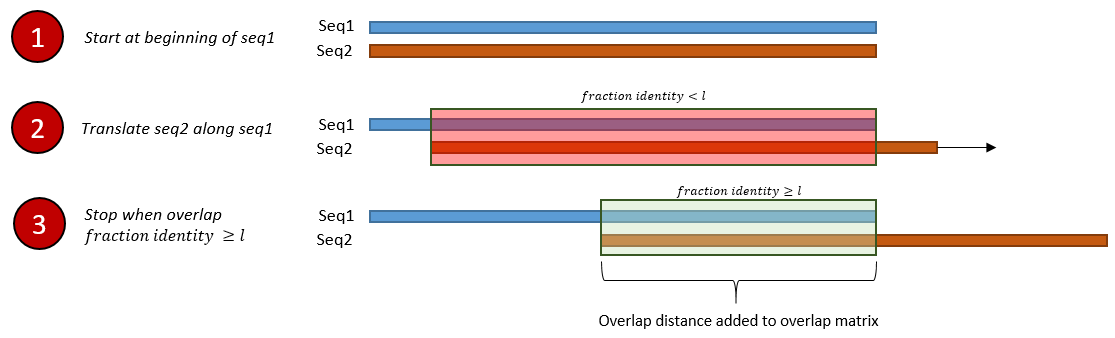 1
Start at beginning of seq1
Seq1
Seq2
fraction identity < l
2
Translate seq2 along seq1
Seq1
Seq2
fraction identity ≥ l
3
Stop when overlap
fraction identity ≥ l
Seq1
Seq2
Overlap distance added to overlap matrix